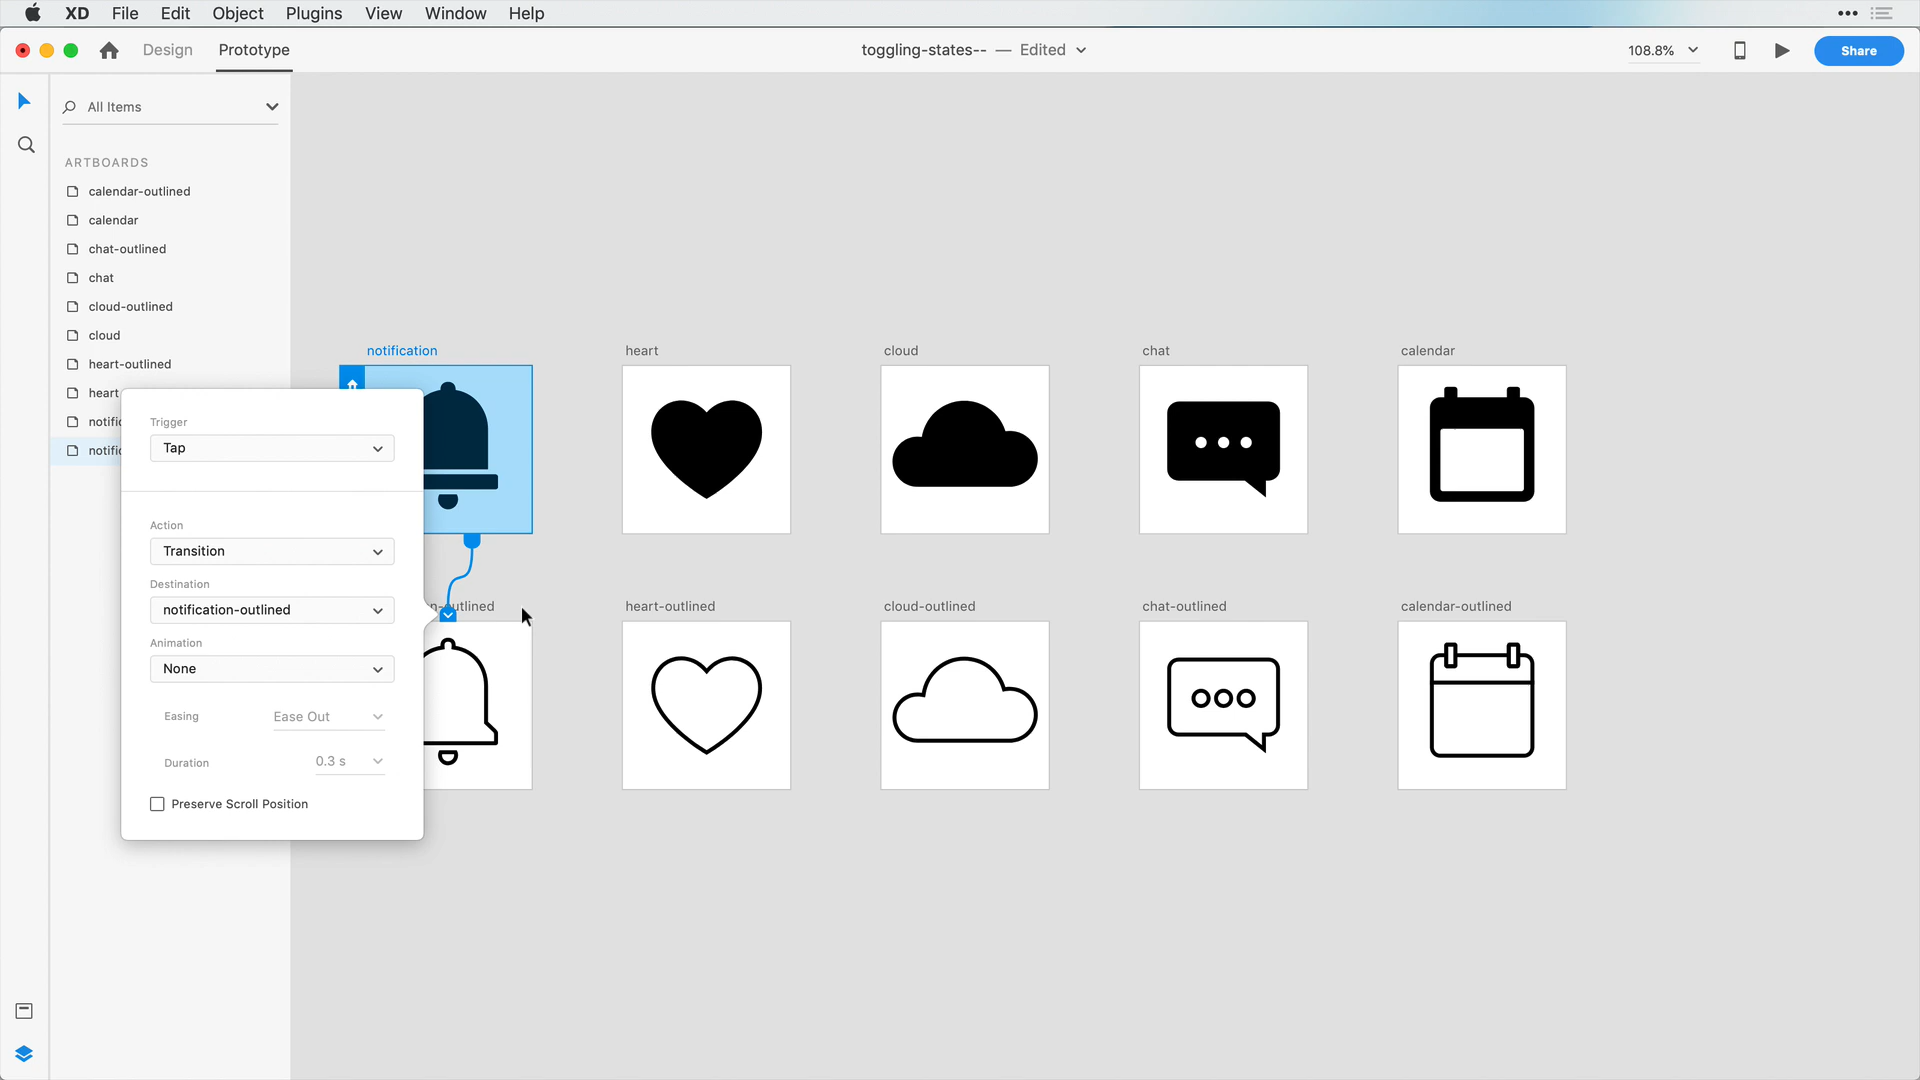 XD File Edit Object Plugins View Window Help
Design Prototype
toggling-states-- — Edited
108.8%
Share
All Items
ARTBOARDS
calendar-outlined
calendar
chat-outlined
chat
cloud-outlined
cloud
heart-outlined
heart
notific
notific
Trigger
Tap
Action
Transition
Destination
notification-outlined
Animation
None
Easing Ease Out
Duration 0.3 s
Preserve Scroll Position
notification heart cloud chat calendar
n-outlined heart-outlined cloud-outlined chat-outlined calendar-outlined